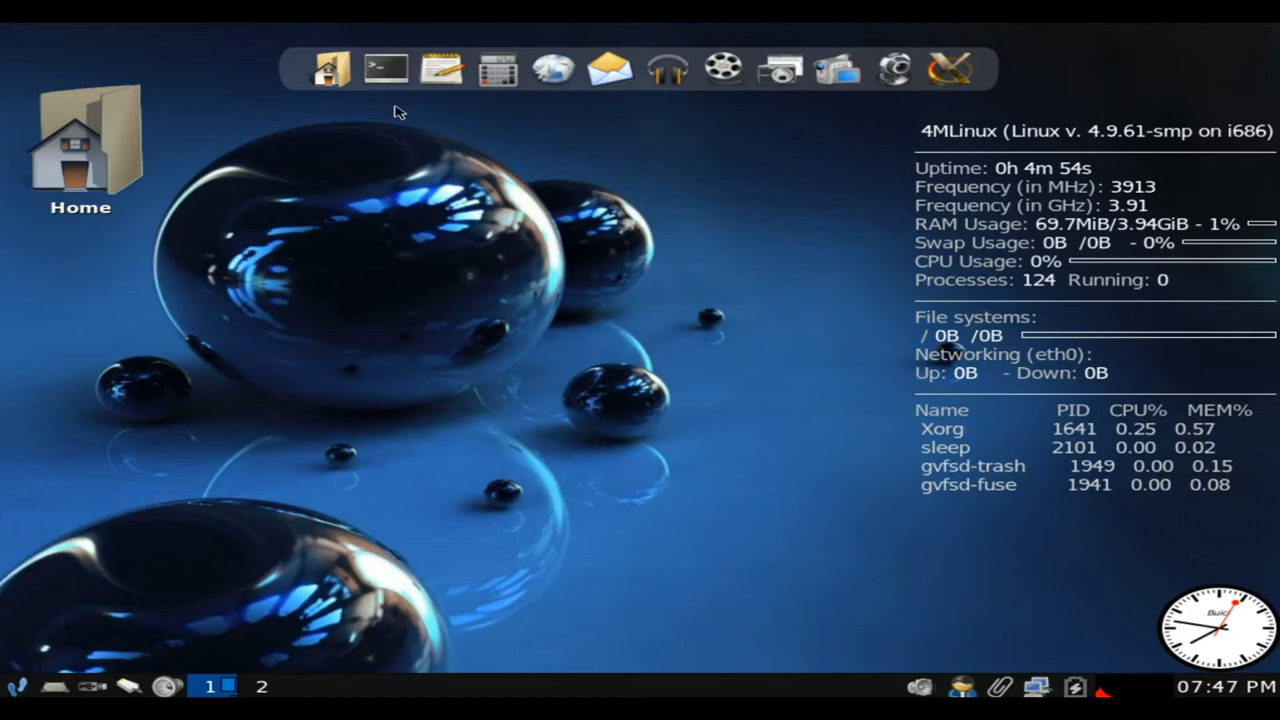 >_
Home
4MLinux (Linux v. 4.9.61-smp on i686)
Uptime: 0h 4m 54s
Frequency (in MHz): 3913
Frequency (in GHz): 3.91
RAM Usage: 69.7MiB/3.94GiB - 1%
Swap Usage: 0B /0B - 0%
CPU Usage: 0%
Processes: 124 Running: 0
File systems:
/ 0B /0B
Networking (eth0):
Up: 0B - Down: 0B
Name PID CPU% MEM%
Xorg 1641 0.25 0.57
sleep 2101 0.00 0.02
gvfsd-trash 1949 0.00 0.15
gvfsd-fuse 1941 0.00 0.08
1 2
07:47 PM